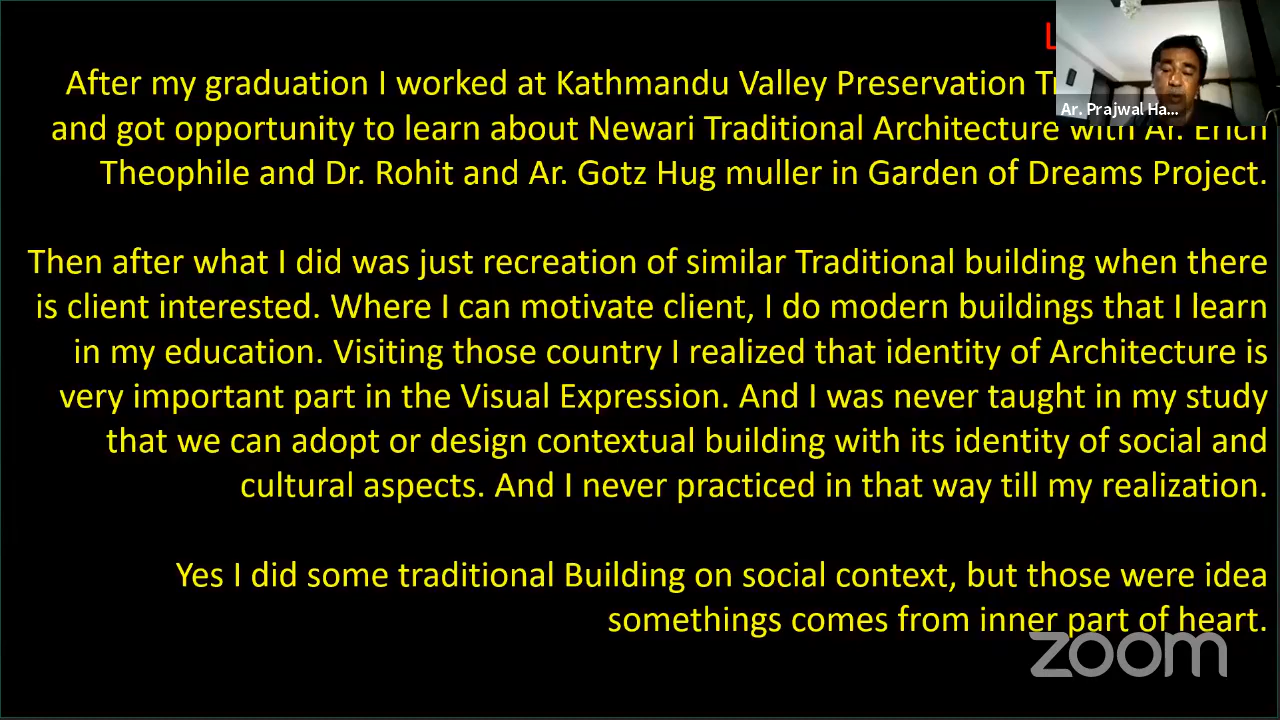 L
After my graduation I worked at Kathmandu Valley Preservation
and got opportunity to learn about Newari Traditional Architecture with Ar. Erich
Theophile and Dr. Rohit and Ar. Gotz Hug muller in Garden of Dreams Project.
Then after what I did was just recreation of similar Traditional building when there
is client interested. Where I can motivate client, I do modern buildings that I learn
in my education. Visiting those country I realized that identity of Architecture is
very important part in the Visual Expression. And I was never taught in my study
that we can adopt or design contextual building with its identity of social and
cultural aspects. And I never practiced in that way till my realization.
Yes I did some traditional Building on social context, but those were idea
somethings comes from inner part of heart.
Ar. Prajwal Ha...
zoom